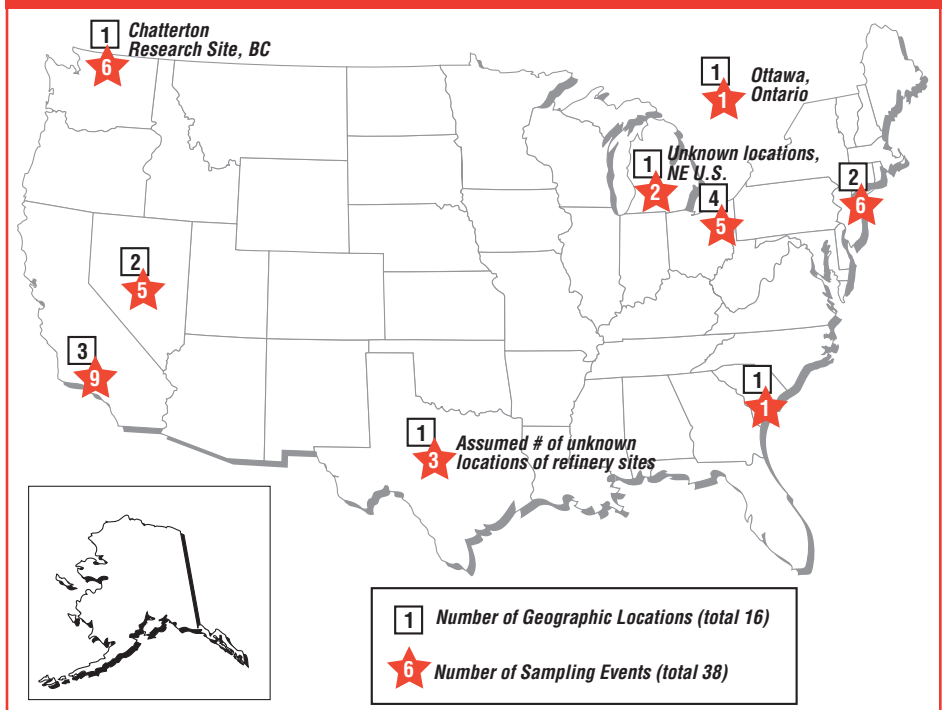 1
Chatterton
Research Site, BC
6
1
Ottawa,
Ontario
1
1
Unknown locations,
NE U.S.
2
4
5
2
6
2
5
3
9
1
1
1
Assumed # of unknown
locations of refinery sites
3
1
Number of Geographic Locations (total 16)
6
Number of Sampling Events (total 38)